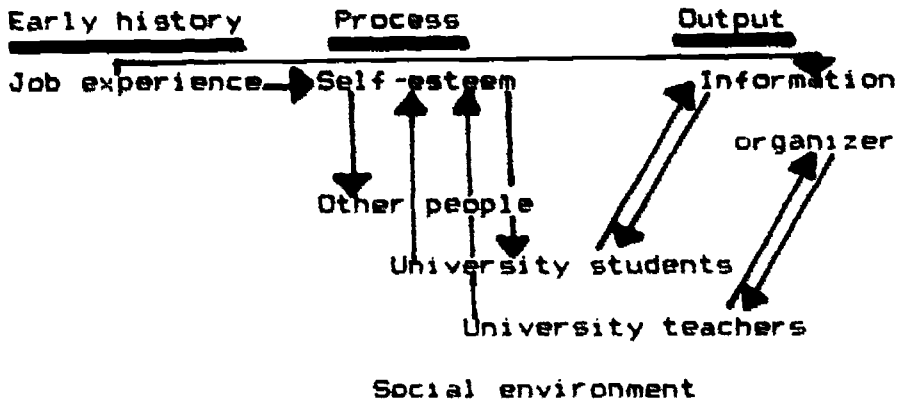 Early history Process Output
Job experience Self-esteem Information
organizer
Other people
University students
University teachers
Social environment